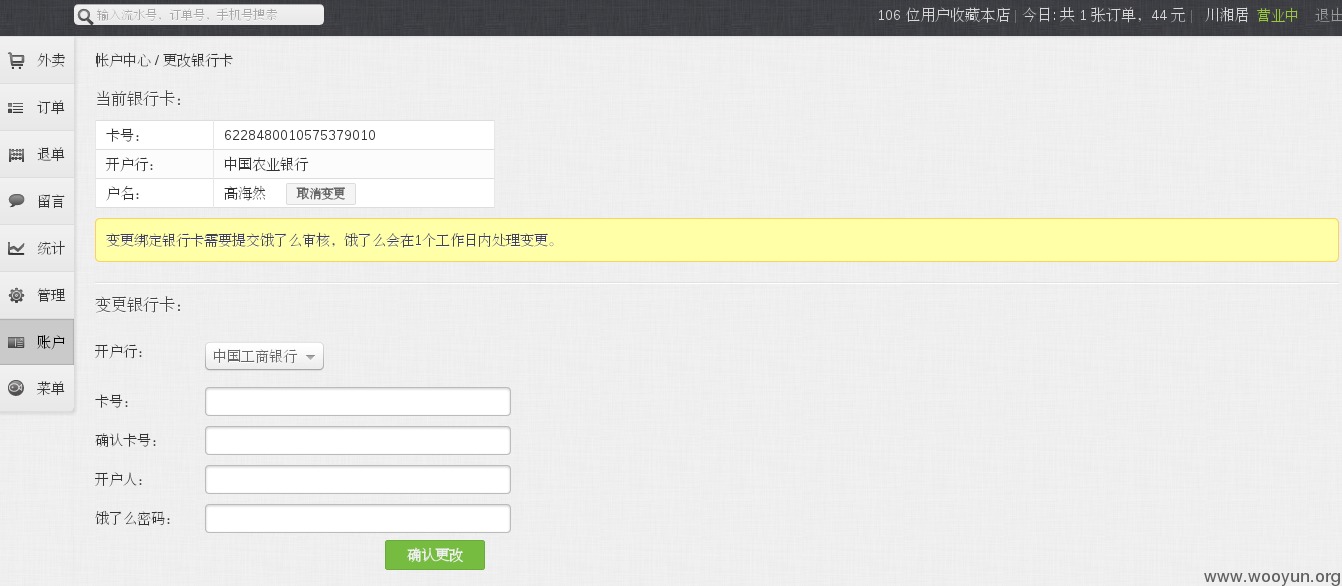 输入流水号、订单号、手机号搜索
106 位用户收藏本店 | 今日: 共 1 张订单，44 元 | 川湘居 营业中 退出
外卖
订单
退单
留言
统计
管理
账户
菜单
帐户中心 / 更改银行卡
当前银行卡：
卡号： 6228480010575379010
开户行： 中国农业银行
户名： 高海然 取消变更
变更绑定银行卡需要提交饿了么审核，饿了么会在1个工作日内处理变更。
变更银行卡：
开户行： 中国工商银行
卡号：
确认卡号：
开户人：
饿了么密码：
确认更改
www.wooyun.org